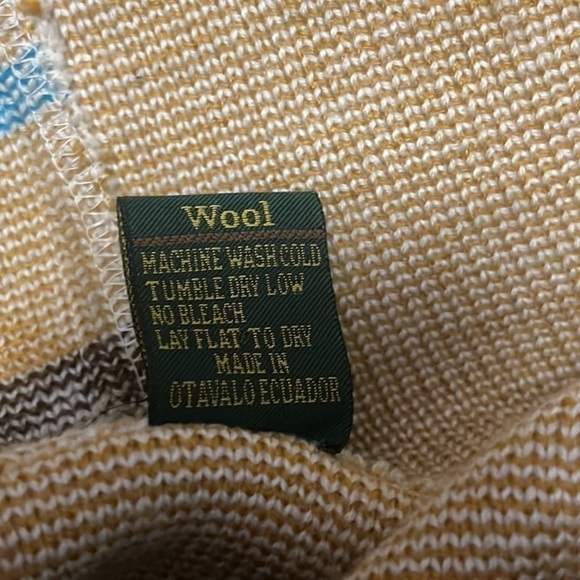 Wool
MACHINE WASH COLD
TUMBLE DRY LOW
NO BLEACH
LAY FLAT TO DRY
MADE IN
OTAVALO ECUADOR